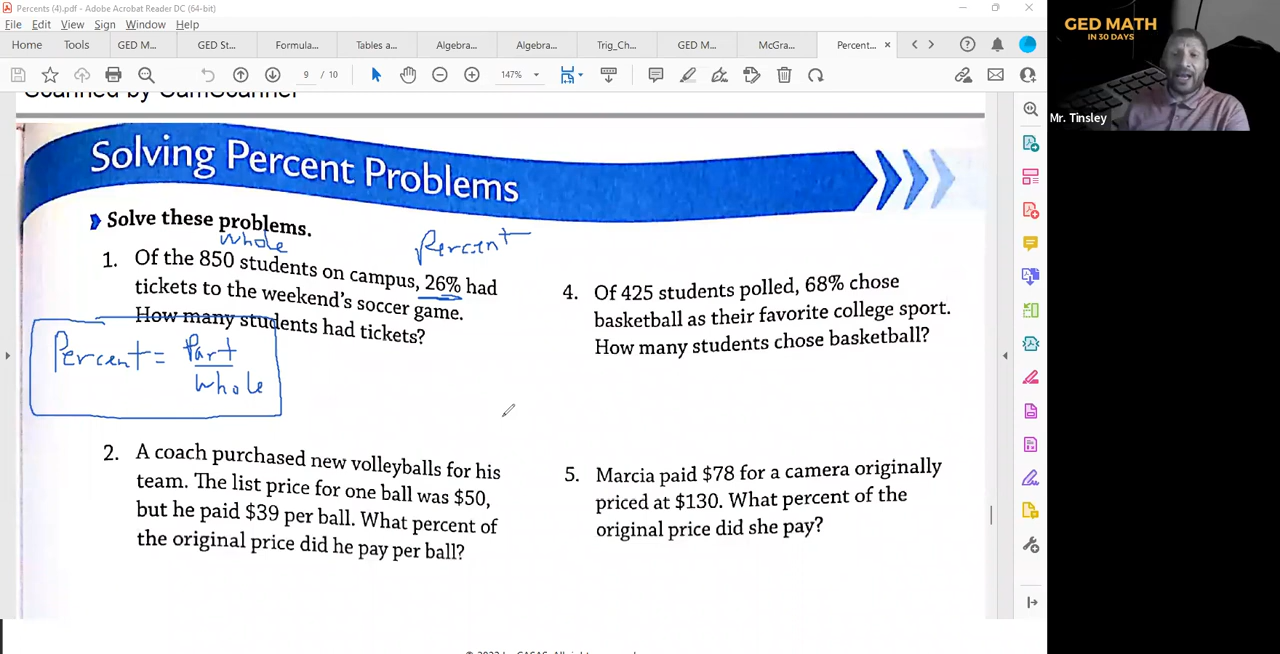 Percents (4).pdf - Adobe Acrobat Reader DC (64-bit)
File Edit View Sign Window Help
Home Tools GED M... GED St... Formula... Tables a... Algebra... Algebra... Trig_Ch... GED M... McGra... Percent...
9 / 10 147%
Scanned by CamScanner
Solving Percent Problems
Solve these problems.
whole Percent
1. Of the 850 students on campus, 26% had
tickets to the weekend's soccer game.
How many students had tickets?
Percent = Part
whole
2. A coach purchased new volleyballs for his
team. The list price for one ball was $50,
but he paid $39 per ball. What percent of
the original price did he pay per ball?
4. Of 425 students polled, 68% chose
basketball as their favorite college sport.
How many students chose basketball?
5. Marcia paid $78 for a camera originally
priced at $130. What percent of the
original price did she pay?
GED MATH
IN 30 DAYS
Mr. Tinsley